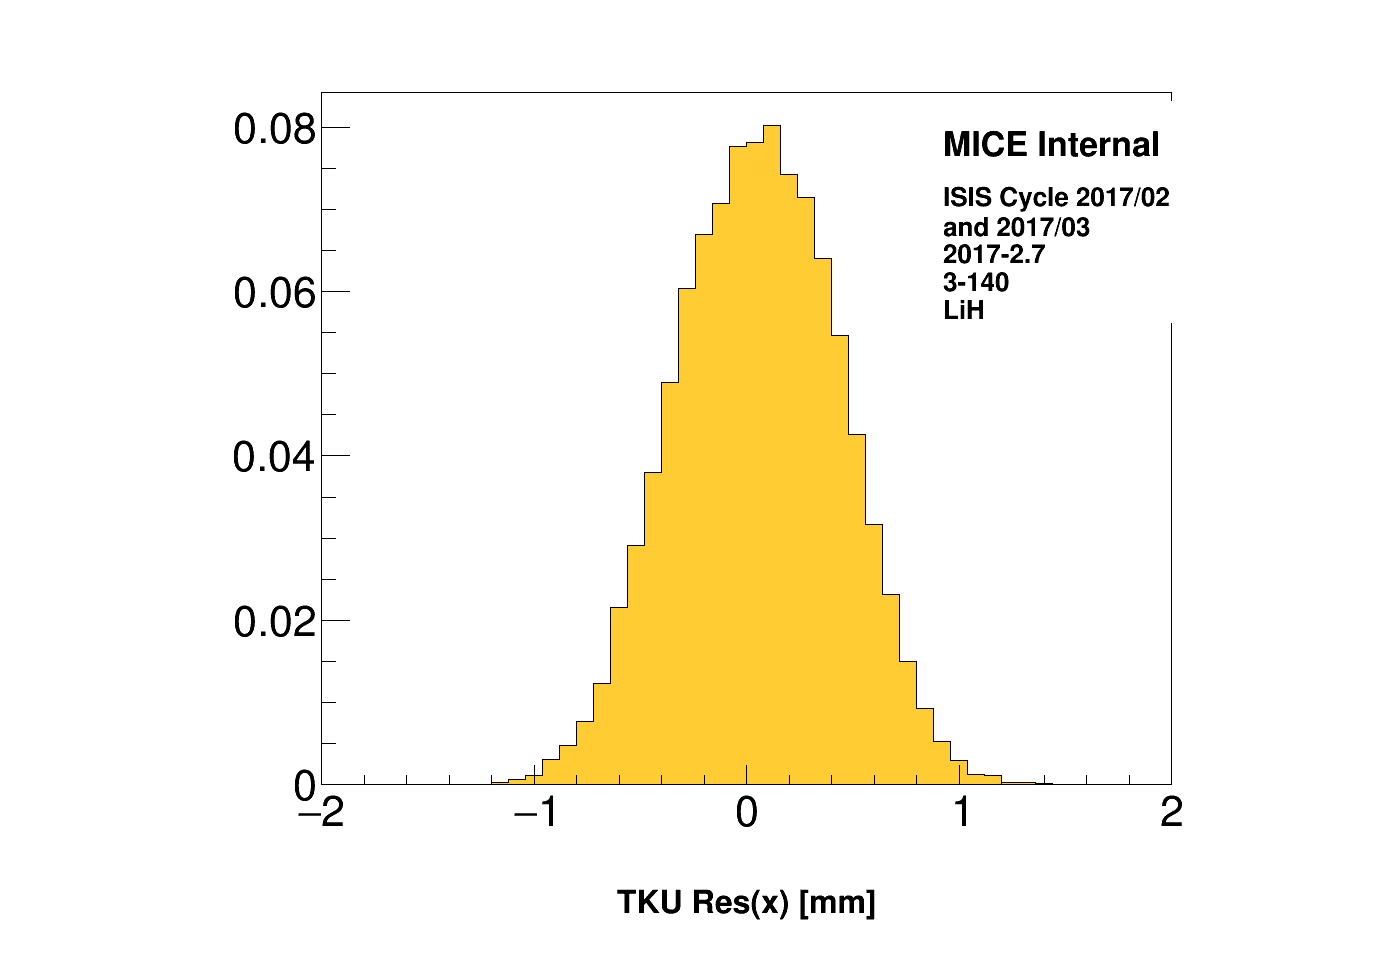 0.08
0.06
0.04
0.02
0
−2
−1
0
1
2
MICE Internal
ISIS Cycle 2017/02
and 2017/03
2017-2.7
3-140
LiH
TKU Res(x) [mm]